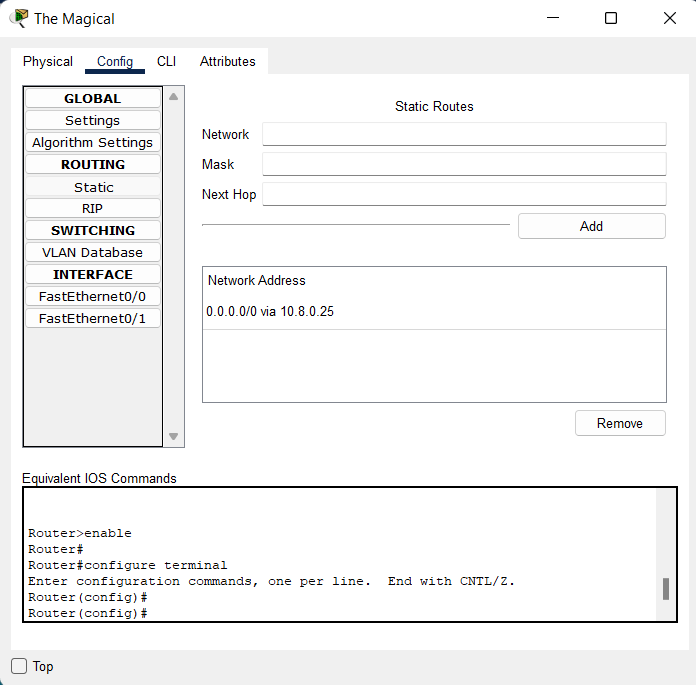 The Magical
Physical Config CLI Attributes
GLOBAL
Settings
Algorithm Settings
ROUTING
Static
RIP
SWITCHING
VLAN Database
INTERFACE
FastEthernet0/0
FastEthernet0/1
Static Routes
Network
Mask
Next Hop
Add
Network Address
0.0.0.0/0 via 10.8.0.25
Remove
Equivalent IOS Commands
Router>enable
Router#
Router#configure terminal
Enter configuration commands, one per line.  End with CNTL/Z.
Router(config)#
Router(config)#
Top